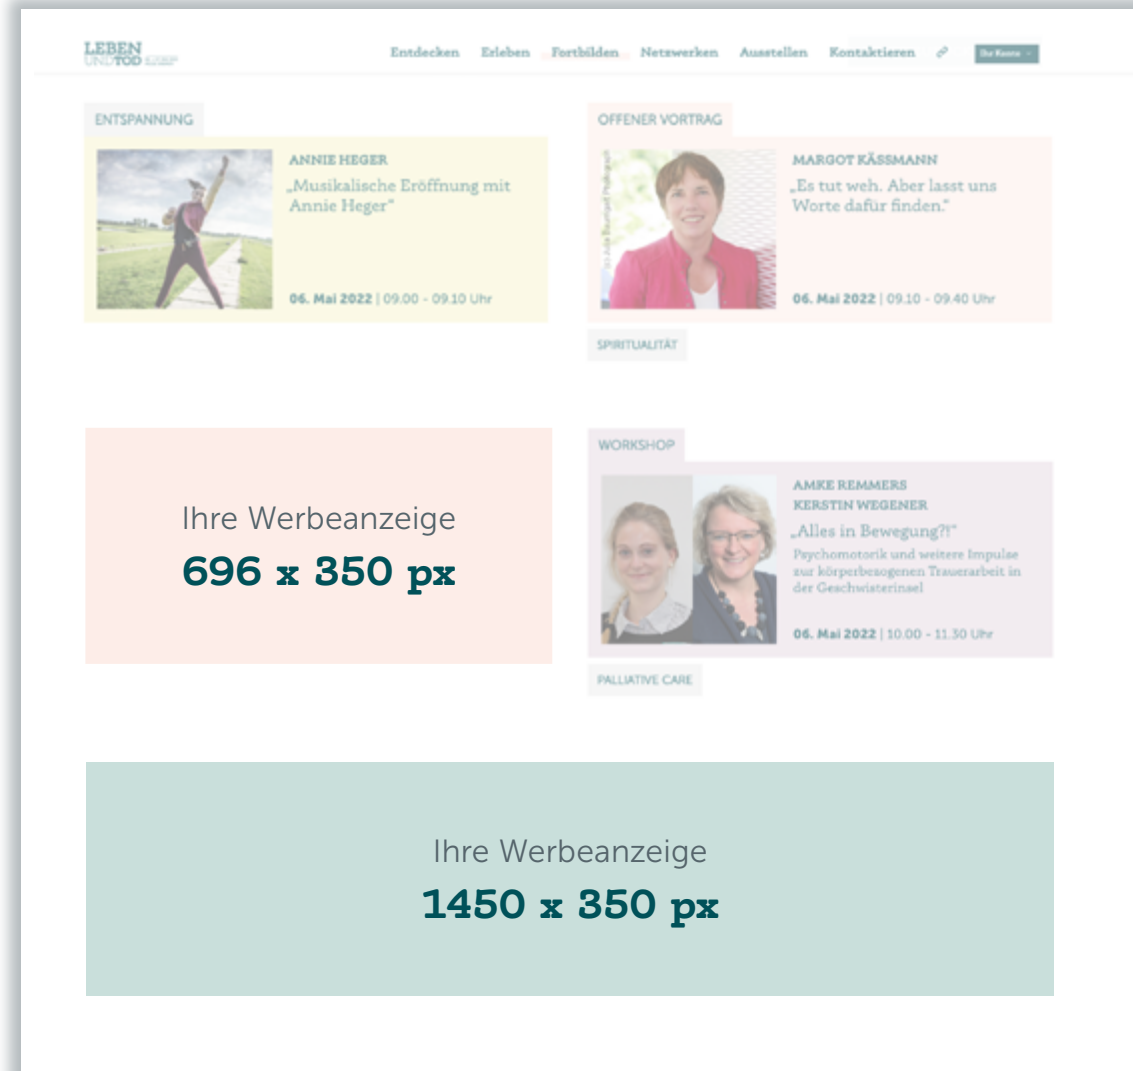 LEBEN
UND TOD
Entdecken Erleben Fortbilden Netzwerken Ausstellen Kontaktieren Ihr Konto
ENTSPANNUNG
ANNIE HEGER
„Musikalische Eröffnung mit
Annie Heger“
06. Mai 2022 | 09.00 - 09.10 Uhr
OFFENER VORTRAG
MARGOT KÄSSMANN
„Es tut weh. Aber lasst uns
Worte dafür finden.“
06. Mai 2022 | 09.10 - 09.40 Uhr
SPIRITUALITÄT
Ihre Werbeanzeige
696 x 350 px
WORKSHOP
AMKE REMMERS
KERSTIN WEGENER
„Alles in Bewegung?!“
Psychomotorik und weitere Impulse
zur körperbezogenen Trauerarbeit in
der Geschwisterinsel
06. Mai 2022 | 10.00 - 11.30 Uhr
PALLIATIVE CARE
Ihre Werbeanzeige
1450 x 350 px